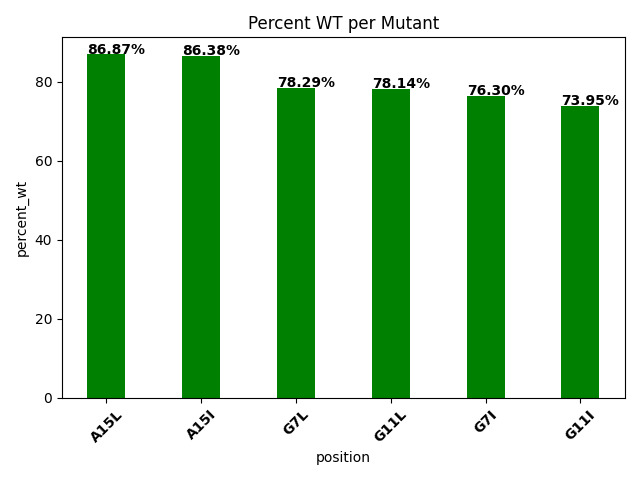 Percent WT per Mutant
86.87%
86.38%
78.29%
78.14%
76.30%
73.95%
percent_wt
80
60
40
20
0
A15L
A15I
G7L
G11L
G7I
G11I
position